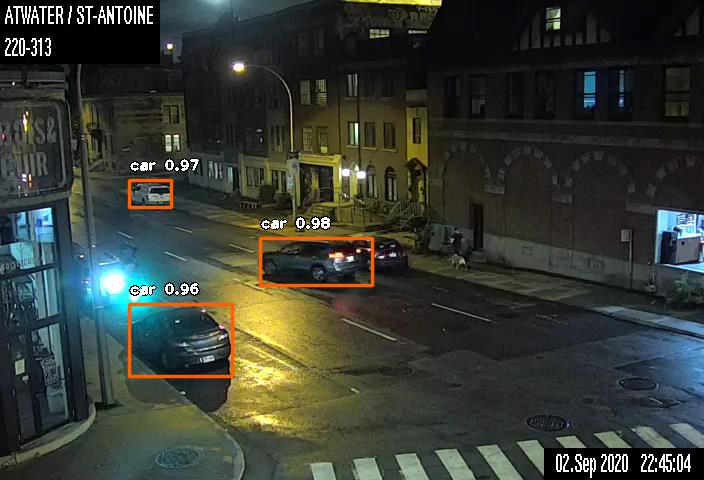 ATWATER / ST-ANTOINE
220-313
car 0.97
car 0.98
car 0.96
02.Sep 2020 22:45:04